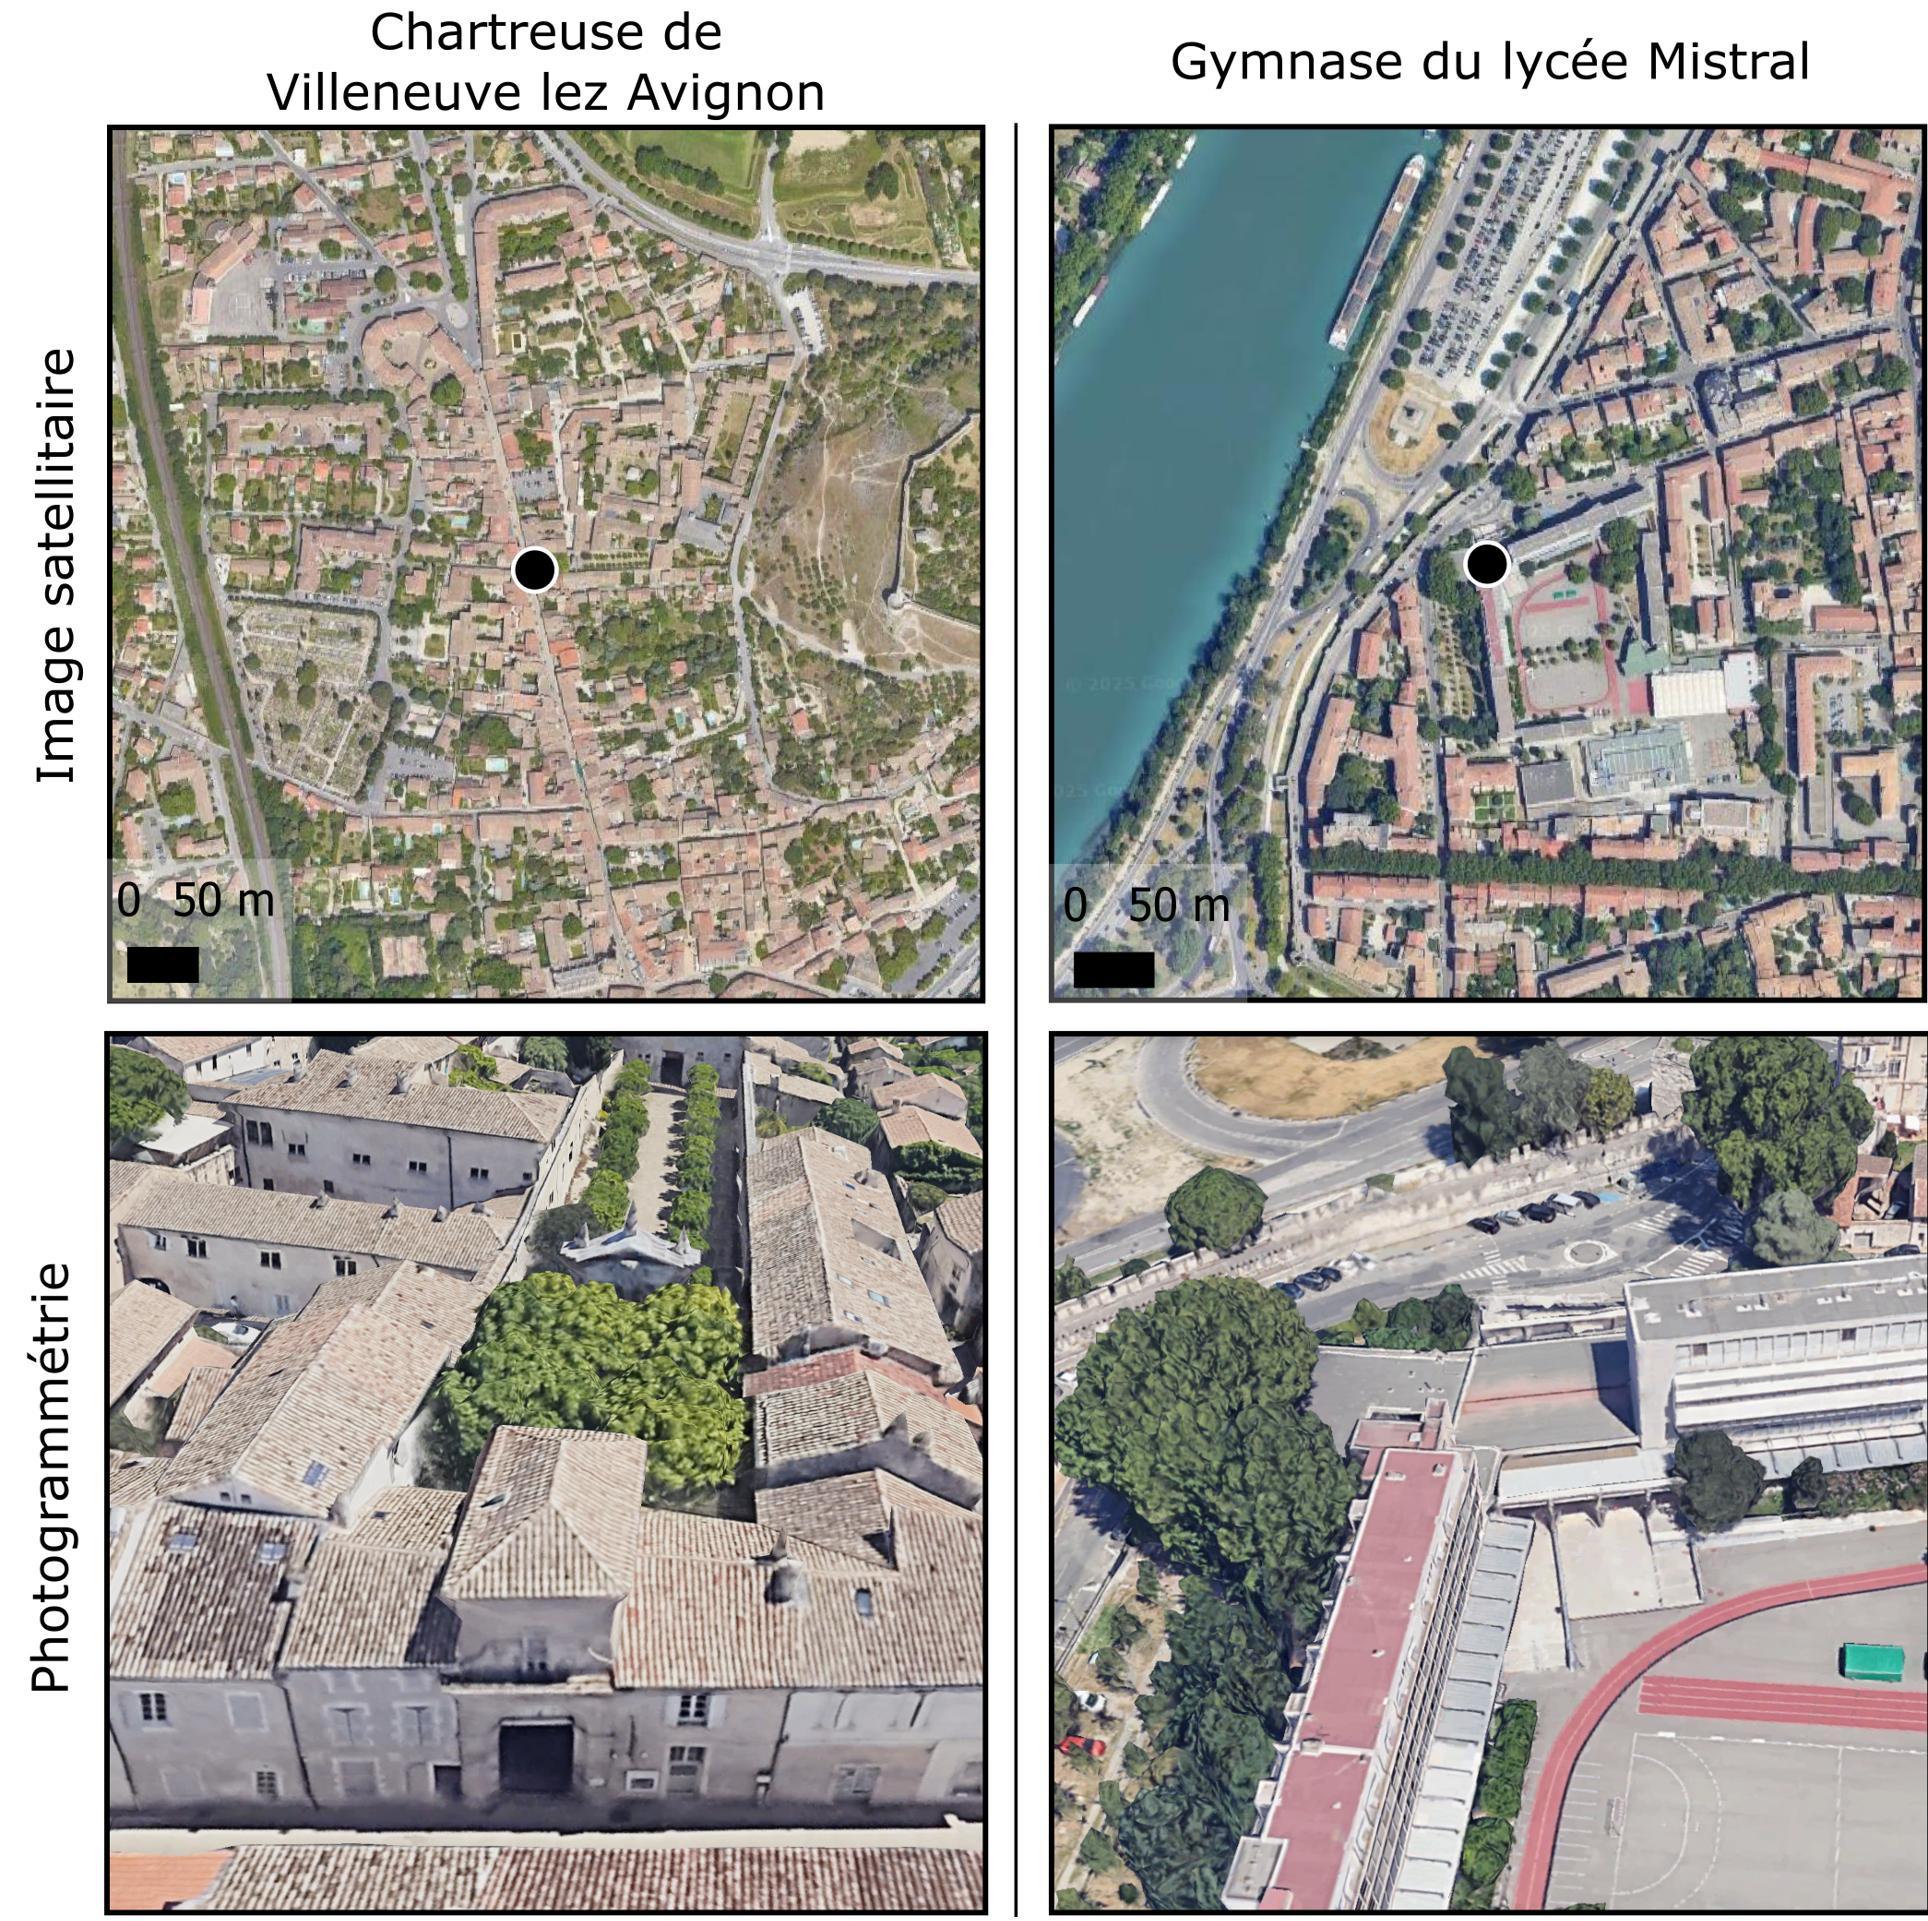 Chartreuse de
Villeneuve lez Avignon
Gymnase du lycée Mistral
Image satellitaire
0 50 m
0 50 m
Photogrammétrie